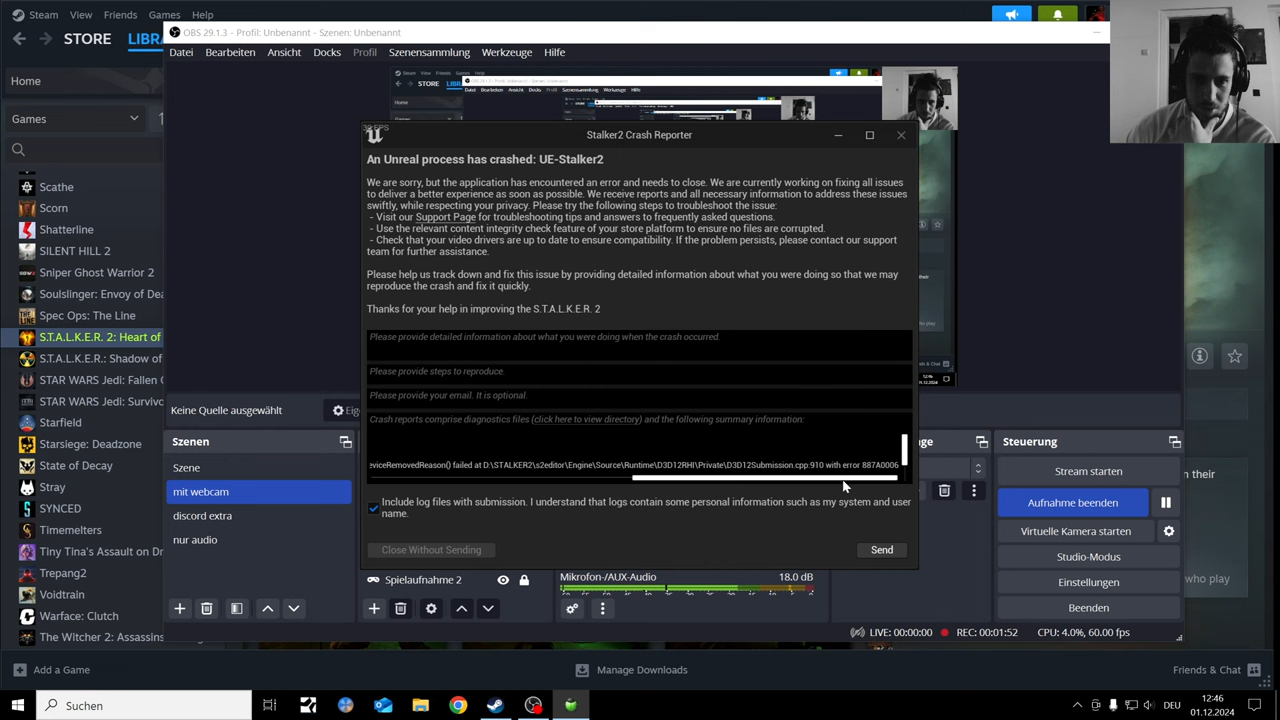 Steam View Friends Games Help
STORE LIBR
Home
Games
Scathe
Scorn
Shatterline
SILENT HILL 2
Sniper Ghost Warrior 2
Soulslinger: Envoy of Dea
Spec Ops: The Line
S.T.A.L.K.E.R. 2: Heart of
S.T.A.L.K.E.R.: Shadow of
STAR WARS Jedi: Fallen
STAR WARS Jedi: Survivo
Starsiege: Deadzone
State of Decay
Stray
SYNCED
Timemelters
Tiny Tina's Assault on Dr
Trepang2
Voldtrain
Warlock: Clutch
The Witcher 2: Assassins
OBS 29.1.3 - Profil: Unbenannt - Szenen: Unbenannt
Datei Bearbeiten Ansicht Docks Profil Szenensammlung Werkzeuge Hilfe
STORE
Stalker2 Crash Reporter
An Unreal process has crashed: UE-Stalker2
We are sorry, but the application has encountered an error and needs to close. We are currently working on fixing all issues
to deliver a better experience as soon as possible. We receive reports and all necessary information to address these issues
swiftly, while respecting your privacy. Please try the following steps to troubleshoot the issue:
- Visit our Support Page for troubleshooting tips and answers to frequently asked questions.
- Use the relevant content integrity check feature of your store platform to ensure no files are corrupted.
- Check that your video drivers are up to date to ensure compatibility. If the problem persists, please contact our support
team for further assistance.
Please help us track down and fix this issue by providing detailed information about what you were doing so that we may
reproduce the crash and fix it quickly.
Thanks for your help in improving the S.T.A.L.K.E.R. 2
Please provide detailed information about what you were doing when the crash occurred.
Please provide steps to reproduce.
Please provide your email. It is optional.
Crash reports comprise diagnostics files (click here to view directory) and the following summary information:
eviceRemovedReason() failed at D:\STALKER2\s2editor\Engine\Source\Runtime\D3D12RHI\Private\D3D12Submission.cpp:910 with error 887A0006
Include log files with submission. I understand that logs contain some personal information such as my system and user
name.
Close Without Sending
Send
Keine Quelle ausgewählt
Eige
Szenen
Szene
mit webcam
discord extra
nur audio
Spielaufnahme 2
Mikrofon-/AUX-Audio 18.0 dB
Steuerung
Stream starten
Aufnahme beenden
Virtuelle Kamera starten
Studio-Modus
Einstellungen
Beenden
LIVE: 00:00:00 REC: 00:01:52 CPU: 4.0%, 60.00 fps
their
who play
Add a Game
Manage Downloads
Friends & Chat
Suchen
DEU
12:46
01.12.2024